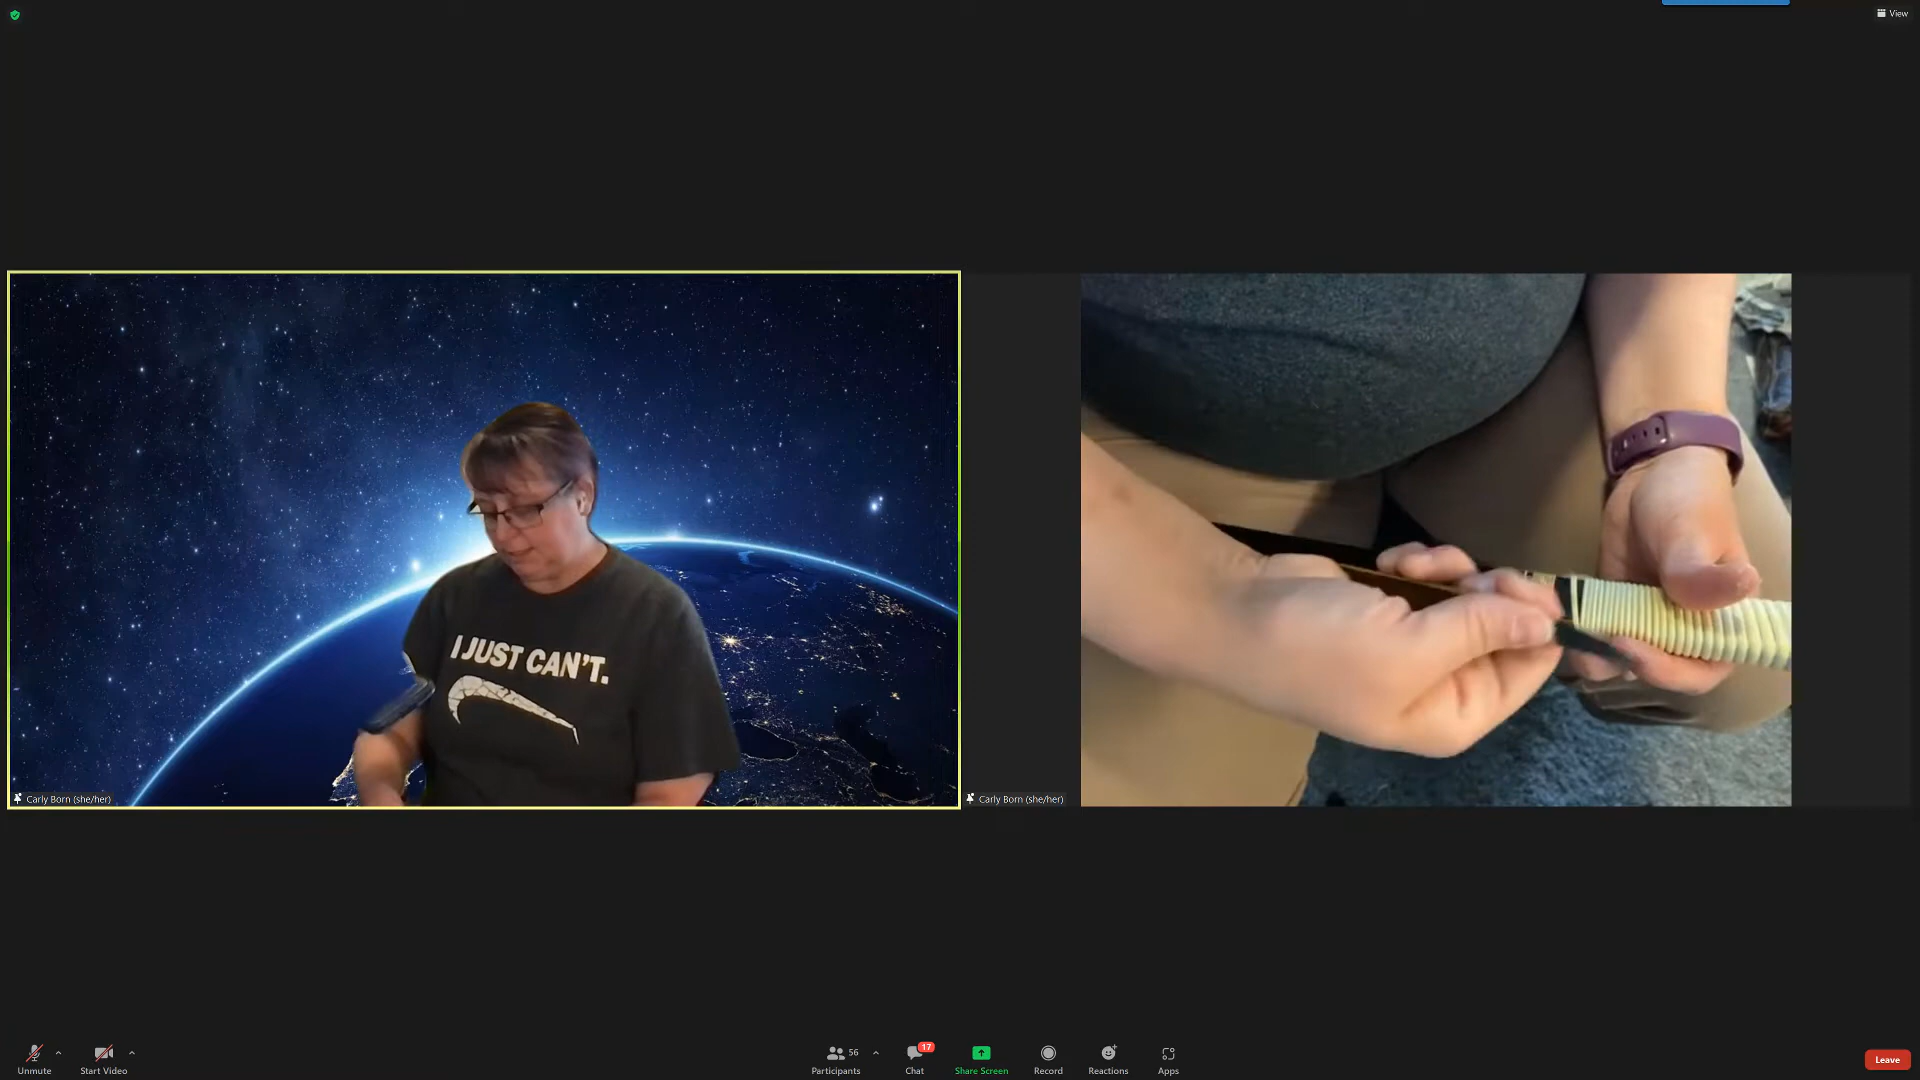 View
I JUST CAN'T.
Carly Born (she/her)
Carly Born (she/her)
Unmute
Start Video
56
Participants
17
Chat
Share Screen
Record
Reactions
Apps
Leave